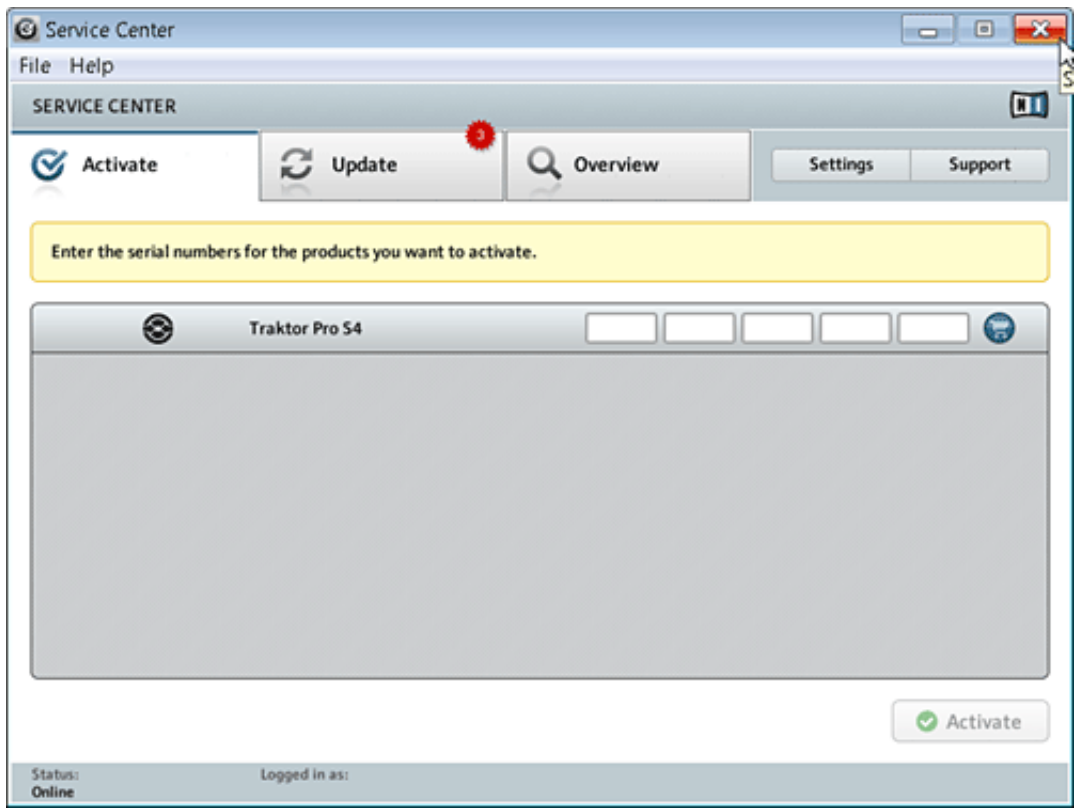 Service Center
File Help
SERVICE CENTER
NI
Activate
3
Update
Overview
Settings
Support
Enter the serial numbers for the products you want to activate.
Traktor Pro S4
Activate
Status:
Logged in as:
Online